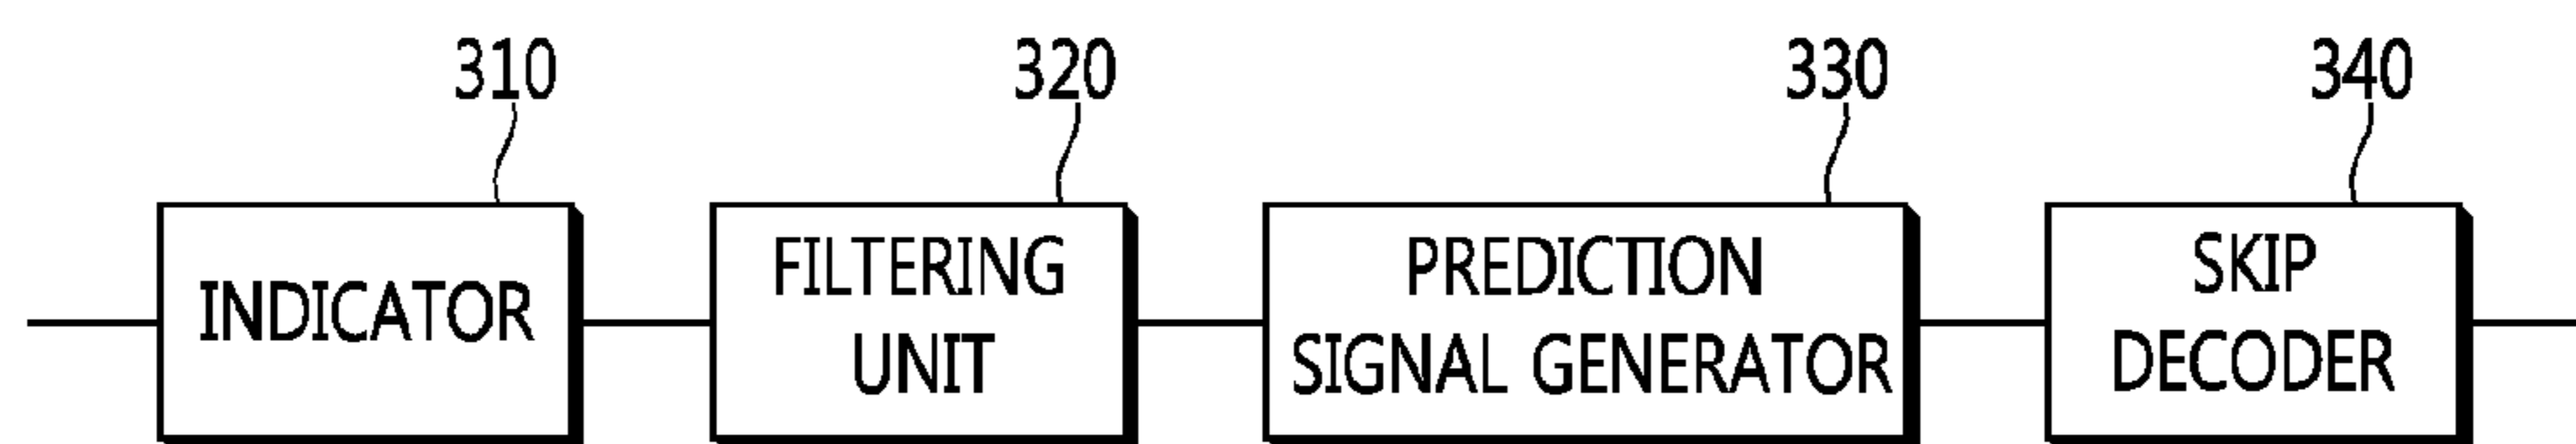 310
320
330
340
INDICATOR
FILTERING
UNIT
PREDICTION
SIGNAL GENERATOR
SKIP
DECODER